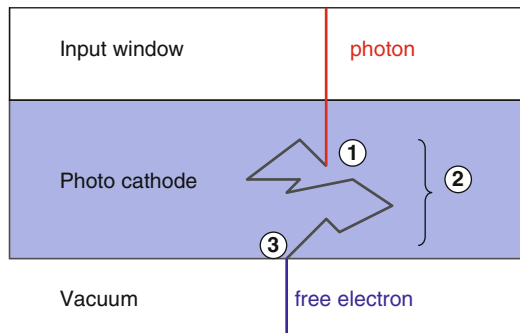 Input window
photon
1
Photo cathode
2
3
Vacuum
free electron